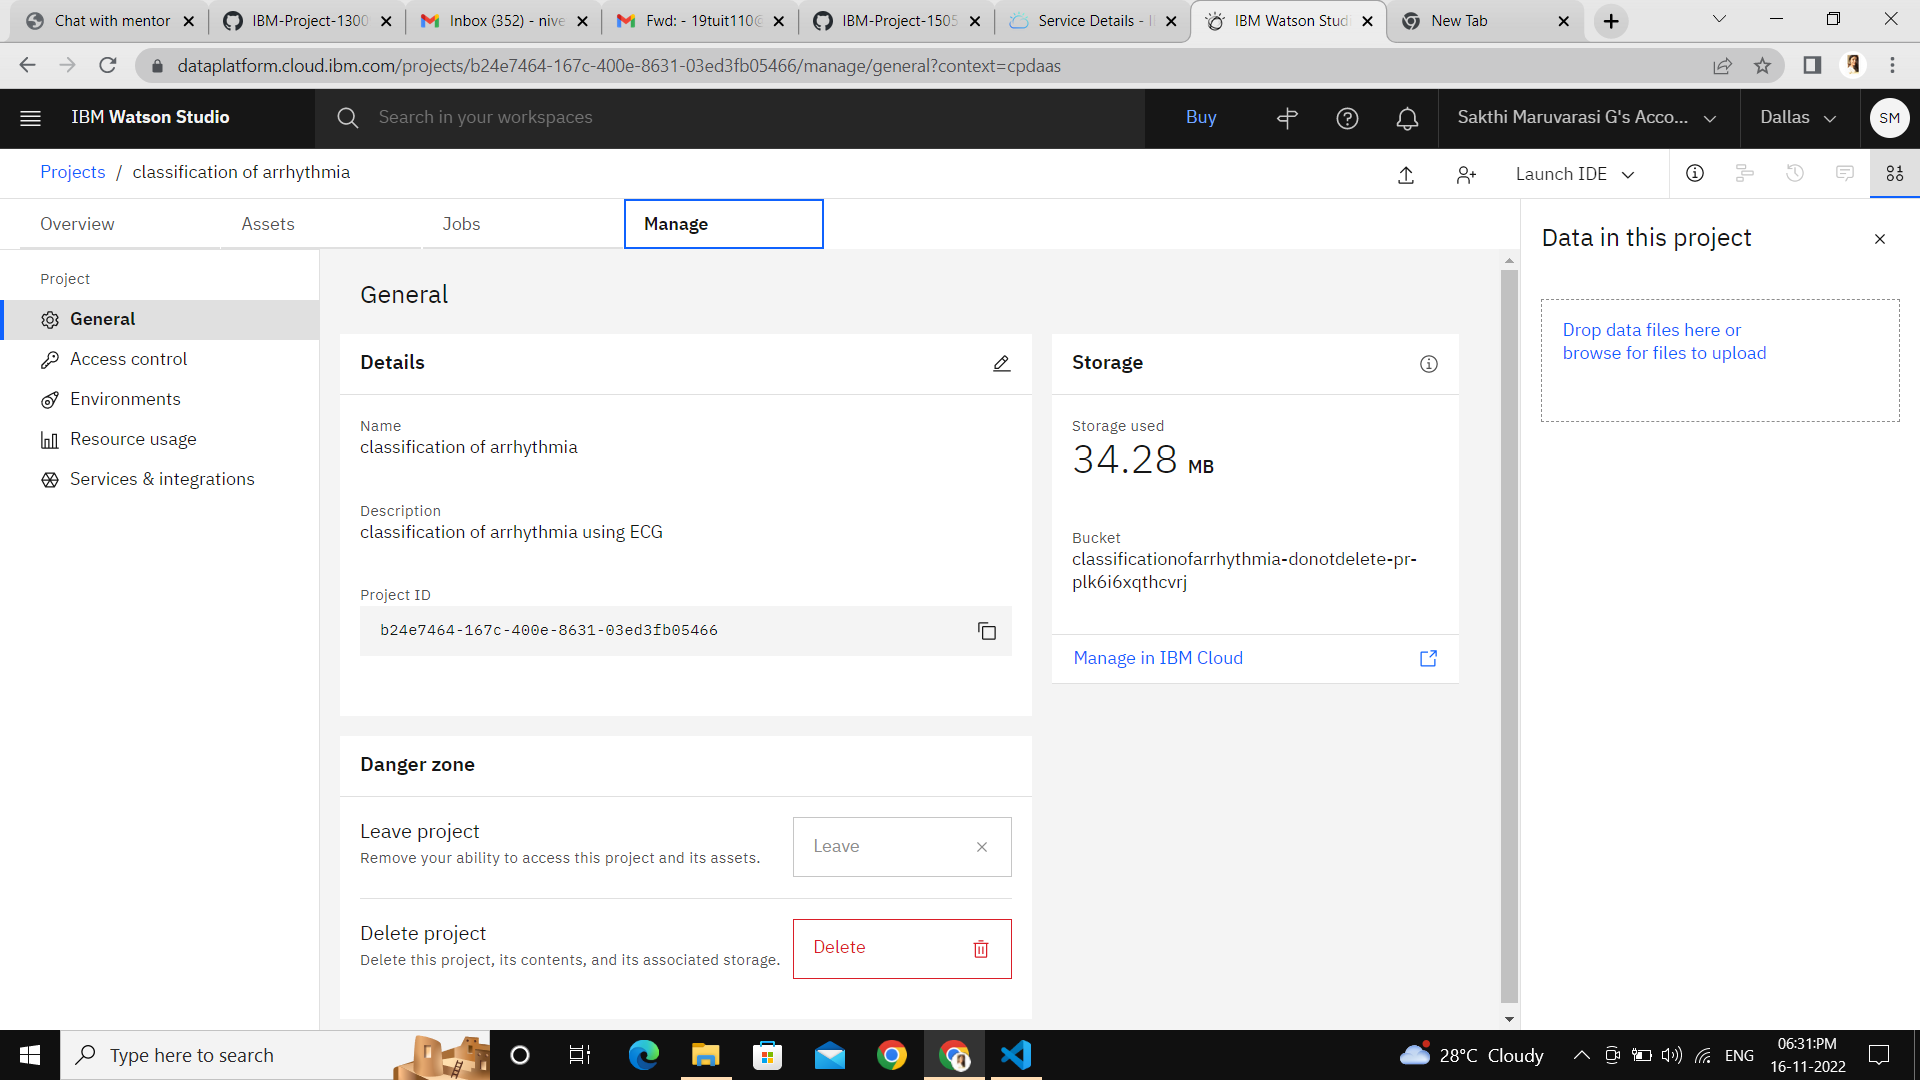 Chat with mentor
IBM-Project-1300
Inbox (352) - nive
Fwd: - 19tuit110@
IBM-Project-1505
Service Details - I
IBM Watson Studi
New Tab
dataplatform.cloud.ibm.com/projects/b24e7464-167c-400e-8631-03ed3fb05466/manage/general?context=cpdaas
IBM Watson Studio
Search in your workspaces
Buy
Sakthi Maruvarasi G's Acco...
Dallas
SM
Projects / classification of arrhythmia
Launch IDE
Overview
Assets
Jobs
Manage
Project
General
Access control
Environments
Resource usage
Services & integrations
General
Details
Name
classification of arrhythmia
Description
classification of arrhythmia using ECG
Project ID
b24e7464-167c-400e-8631-03ed3fb05466
Storage
Storage used
34.28 MB
Bucket
classificationofarrhythmia-donotdelete-pr-
plk6i6xqthcvrj
Manage in IBM Cloud
Danger zone
Leave project
Remove your ability to access this project and its assets.
Leave
Delete project
Delete this project, its contents, and its associated storage.
Delete
Data in this project
Drop data files here or
browse for files to upload
Type here to search
28°C Cloudy
ENG
06:31:PM
16-11-2022